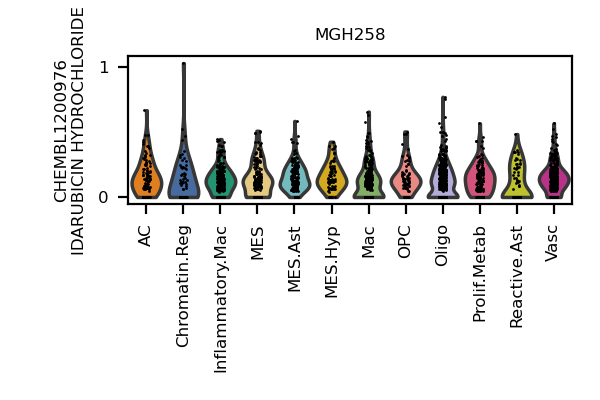 MGH258
CHEMBL1200976
IDARUBICIN HYDROCHLORIDE
1
0
AC
Chromatin.Reg
Inflammatory.Mac
MES
MES.Ast
MES.Hyp
Mac
OPC
Oligo
Prolif.Metab
Reactive.Ast
Vasc